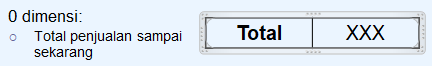 0 dimensi:
○ Total penjualan sampai
sekarang
Total XXX